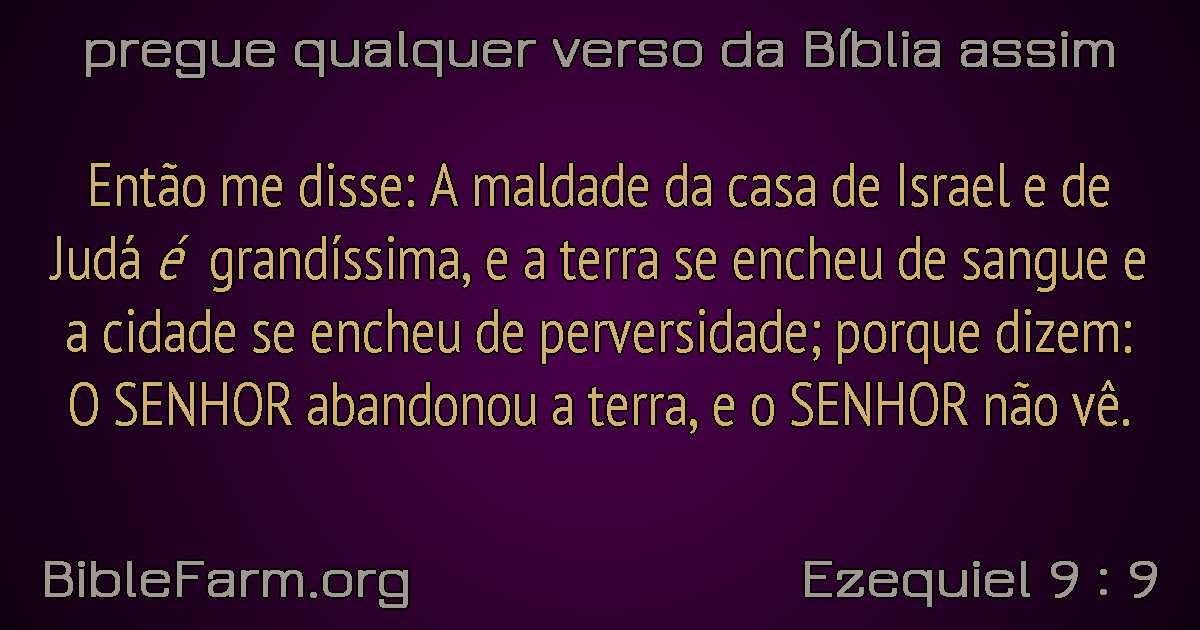 pregue qualquer verso da Bíblia assim
Então me disse: A maldade da casa de Israel e de
Judá é grandíssima, e a terra se encheu de sangue e
a cidade se encheu de perversidade; porque dizem:
O SENHOR abandonou a terra, e o SENHOR não vê.
BibleFarm.org
Ezequiel 9 : 9